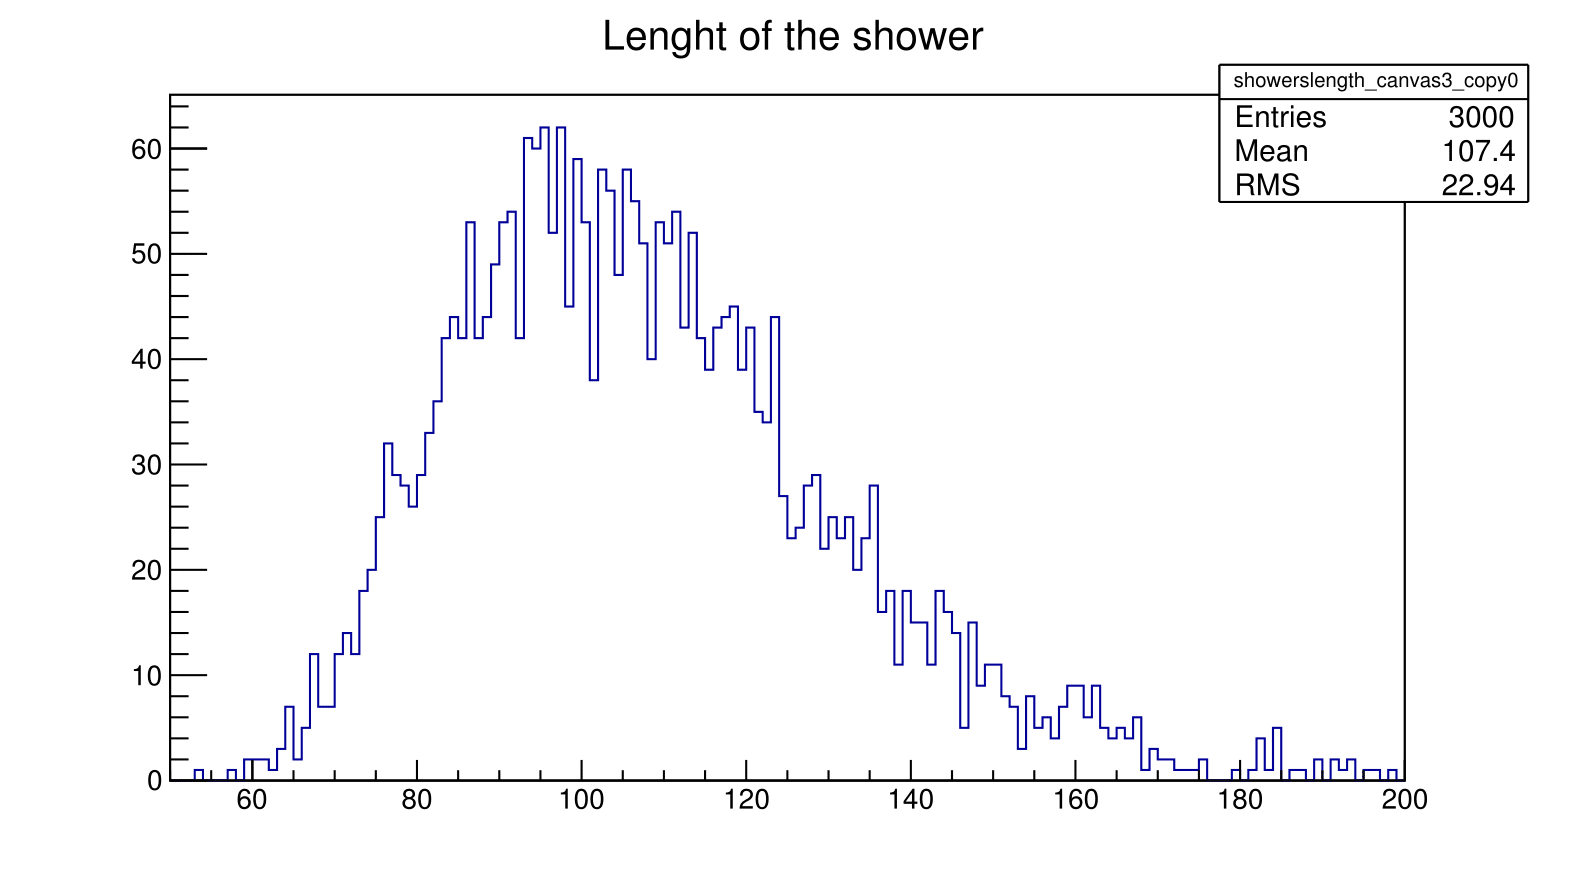 Lenght of the shower
showerslength_canvas3_copy0
Entries 3000
Mean 107.4
RMS 22.94
60
50
40
30
20
10
0
60 80 100 120 140 160 180 200